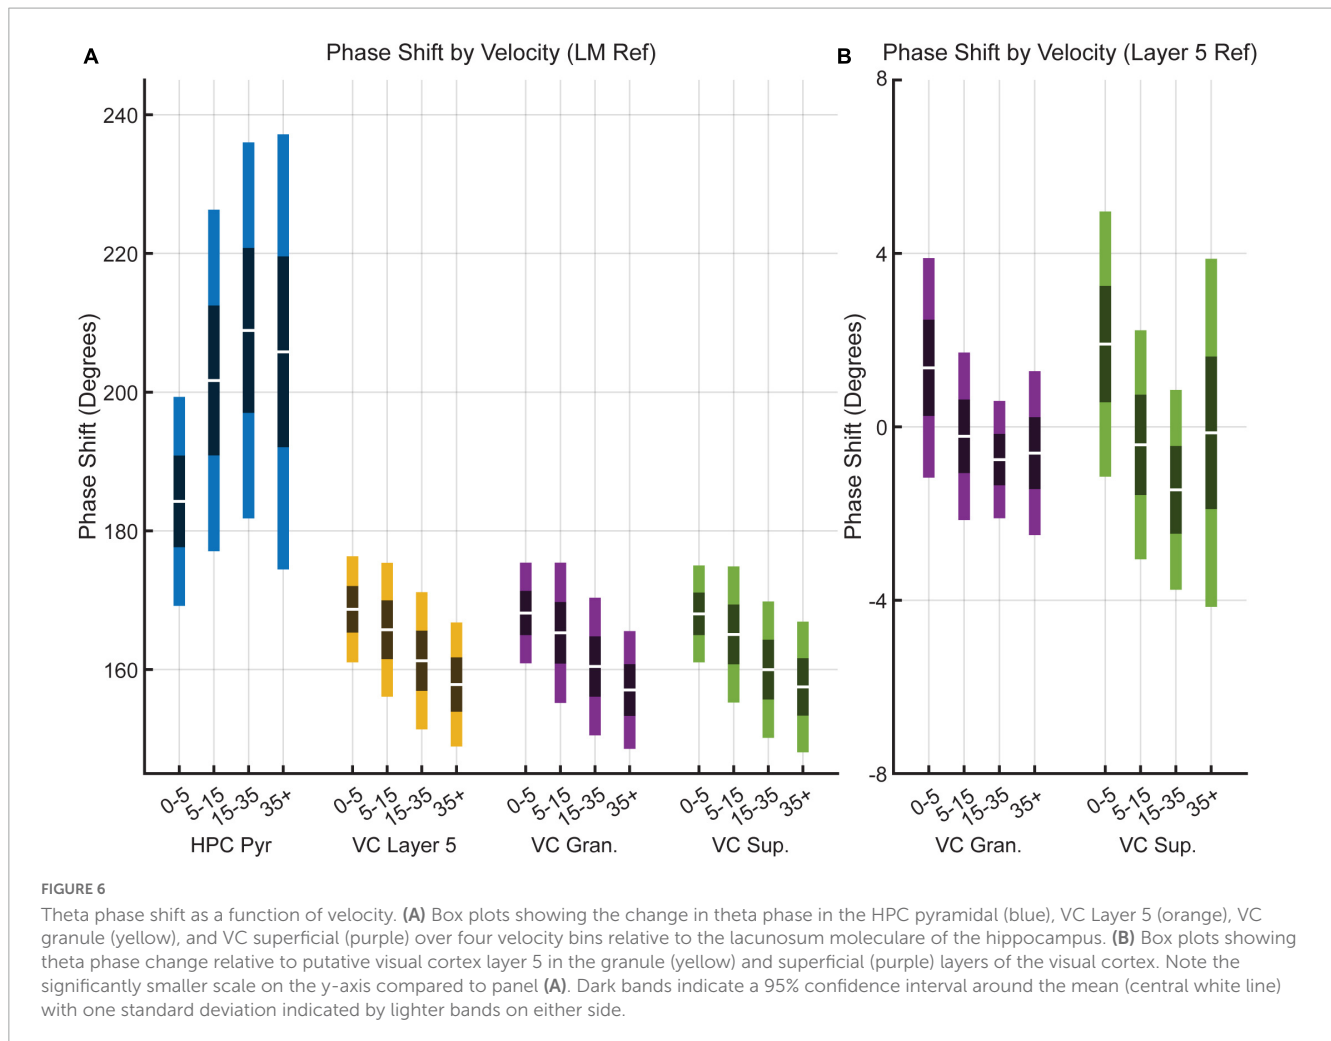 A
Phase Shift by Velocity (LM Ref)
Phase Shift (Degrees)
240
220
200
180
160
0-5
5-15
15-35
35+
0-5
5-15
15-35
35+
0-5
5-15
15-35
35+
0-5
5-15
15-35
35+
HPC Pyr
VC Layer 5
VC Gran.
VC Sup.
B
Phase Shift by Velocity (Layer 5 Ref)
Phase Shift (Degrees)
8
4
0
-4
-8
0-5
5-15
15-35
35+
0-5
5-15
15-35
35+
VC Gran.
VC Sup.
FIGURE 6
Theta phase shift as a function of velocity. (A) Box plots showing the change in theta phase in the HPC pyramidal (blue), VC Layer 5 (orange), VC
granule (yellow), and VC superficial (purple) over four velocity bins relative to the lacunosum moleculare of the hippocampus. (B) Box plots showing
theta phase change relative to putative visual cortex layer 5 in the granule (yellow) and superficial (purple) layers of the visual cortex. Note the
significantly smaller scale on the y-axis compared to panel (A). Dark bands indicate a 95% confidence interval around the mean (central white line)
with one standard deviation indicated by lighter bands on either side.